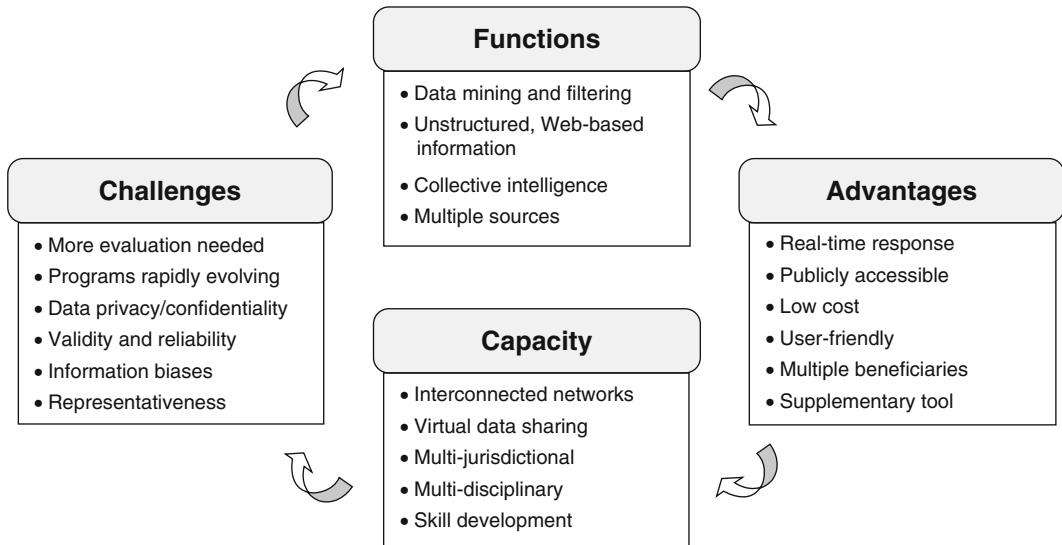 Functions
• Data mining and filtering
• Unstructured, Web-based
information
• Collective intelligence
• Multiple sources
Challenges
• More evaluation needed
• Programs rapidly evolving
• Data privacy/confidentiality
• Validity and reliability
• Information biases
• Representativeness
Advantages
• Real-time response
• Publicly accessible
• Low cost
• User-friendly
• Multiple beneficiaries
• Supplementary tool
Capacity
• Interconnected networks
• Virtual data sharing
• Multi-jurisdictional
• Multi-disciplinary
• Skill development